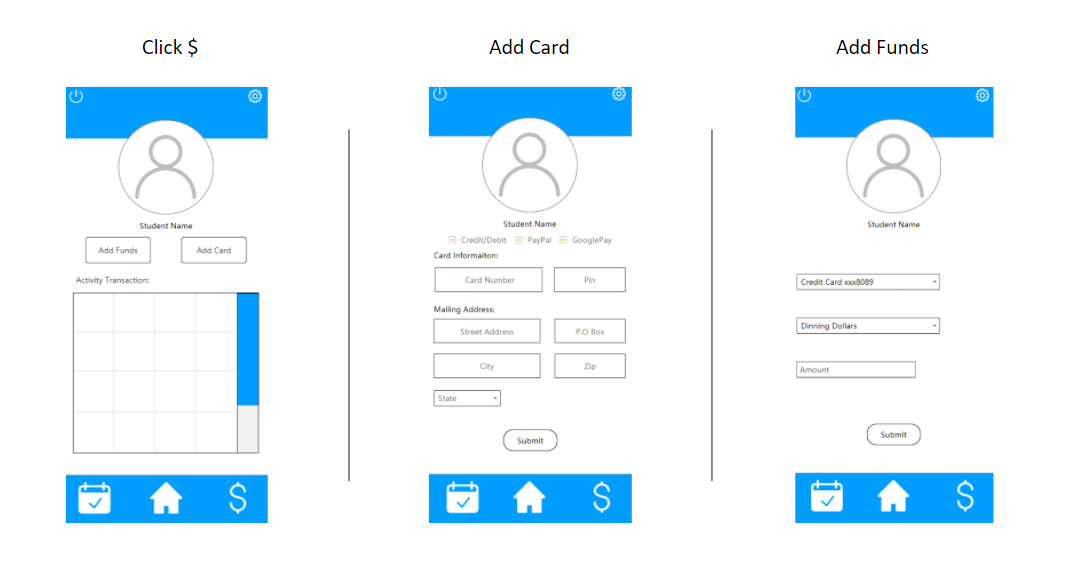 Click $
Add Card
Add Funds
Student Name
Add Funds
Add Card
Activity Transaction:
Student Name
Credit/Debit
PayPal
GooglePay
Card Informaiton:
Card Number
Pin
Mailing Address:
Street Address
P.O Box
City
Zip
State
Submit
Student Name
Credit Card xxx8089
Dinning Dollars
Amount
Submit